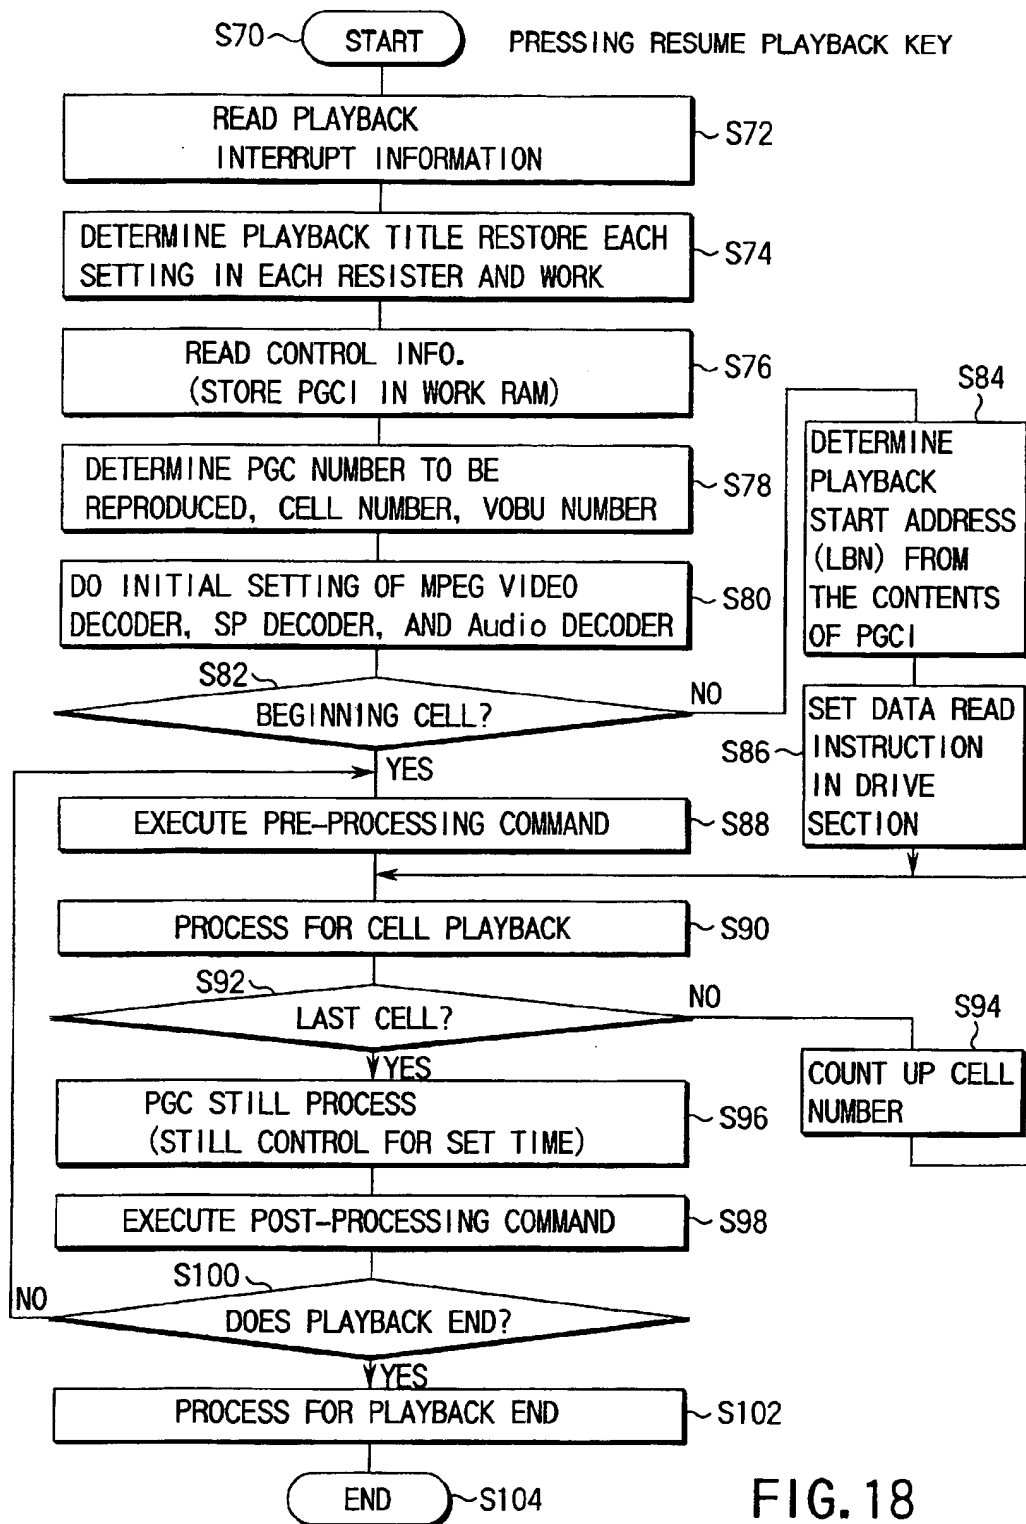 S70
START
PRESSING RESUME PLAYBACK KEY
READ PLAYBACK
INTERRUPT INFORMATION
S72
DETERMINE PLAYBACK TITLE RESTORE EACH
SETTING IN EACH RESISTER AND WORK
S74
READ CONTROL INFO.
(STORE PGCI IN WORK RAM)
S76
DETERMINE PGC NUMBER TO BE
REPRODUCED, CELL NUMBER, VOBU NUMBER
S78
DO INITIAL SETTING OF MPEG VIDEO
DECODER, SP DECODER, AND Audio DECODER
S80
S82
BEGINNING CELL?
NO
YES
S84
DETERMINE
PLAYBACK
START ADDRESS
(LBN) FROM
THE CONTENTS
OF PGCI
S86
SET DATA READ
INSTRUCTION
IN DRIVE
SECTION
EXECUTE PRE-PROCESSING COMMAND
S88
PROCESS FOR CELL PLAYBACK
S90
S92
LAST CELL?
NO
YES
S94
COUNT UP CELL
NUMBER
PGC STILL PROCESS
(STILL CONTROL FOR SET TIME)
S96
EXECUTE POST-PROCESSING COMMAND
S98
S100
NO
DOES PLAYBACK END?
YES
PROCESS FOR PLAYBACK END
S102
END
S104
FIG. 18